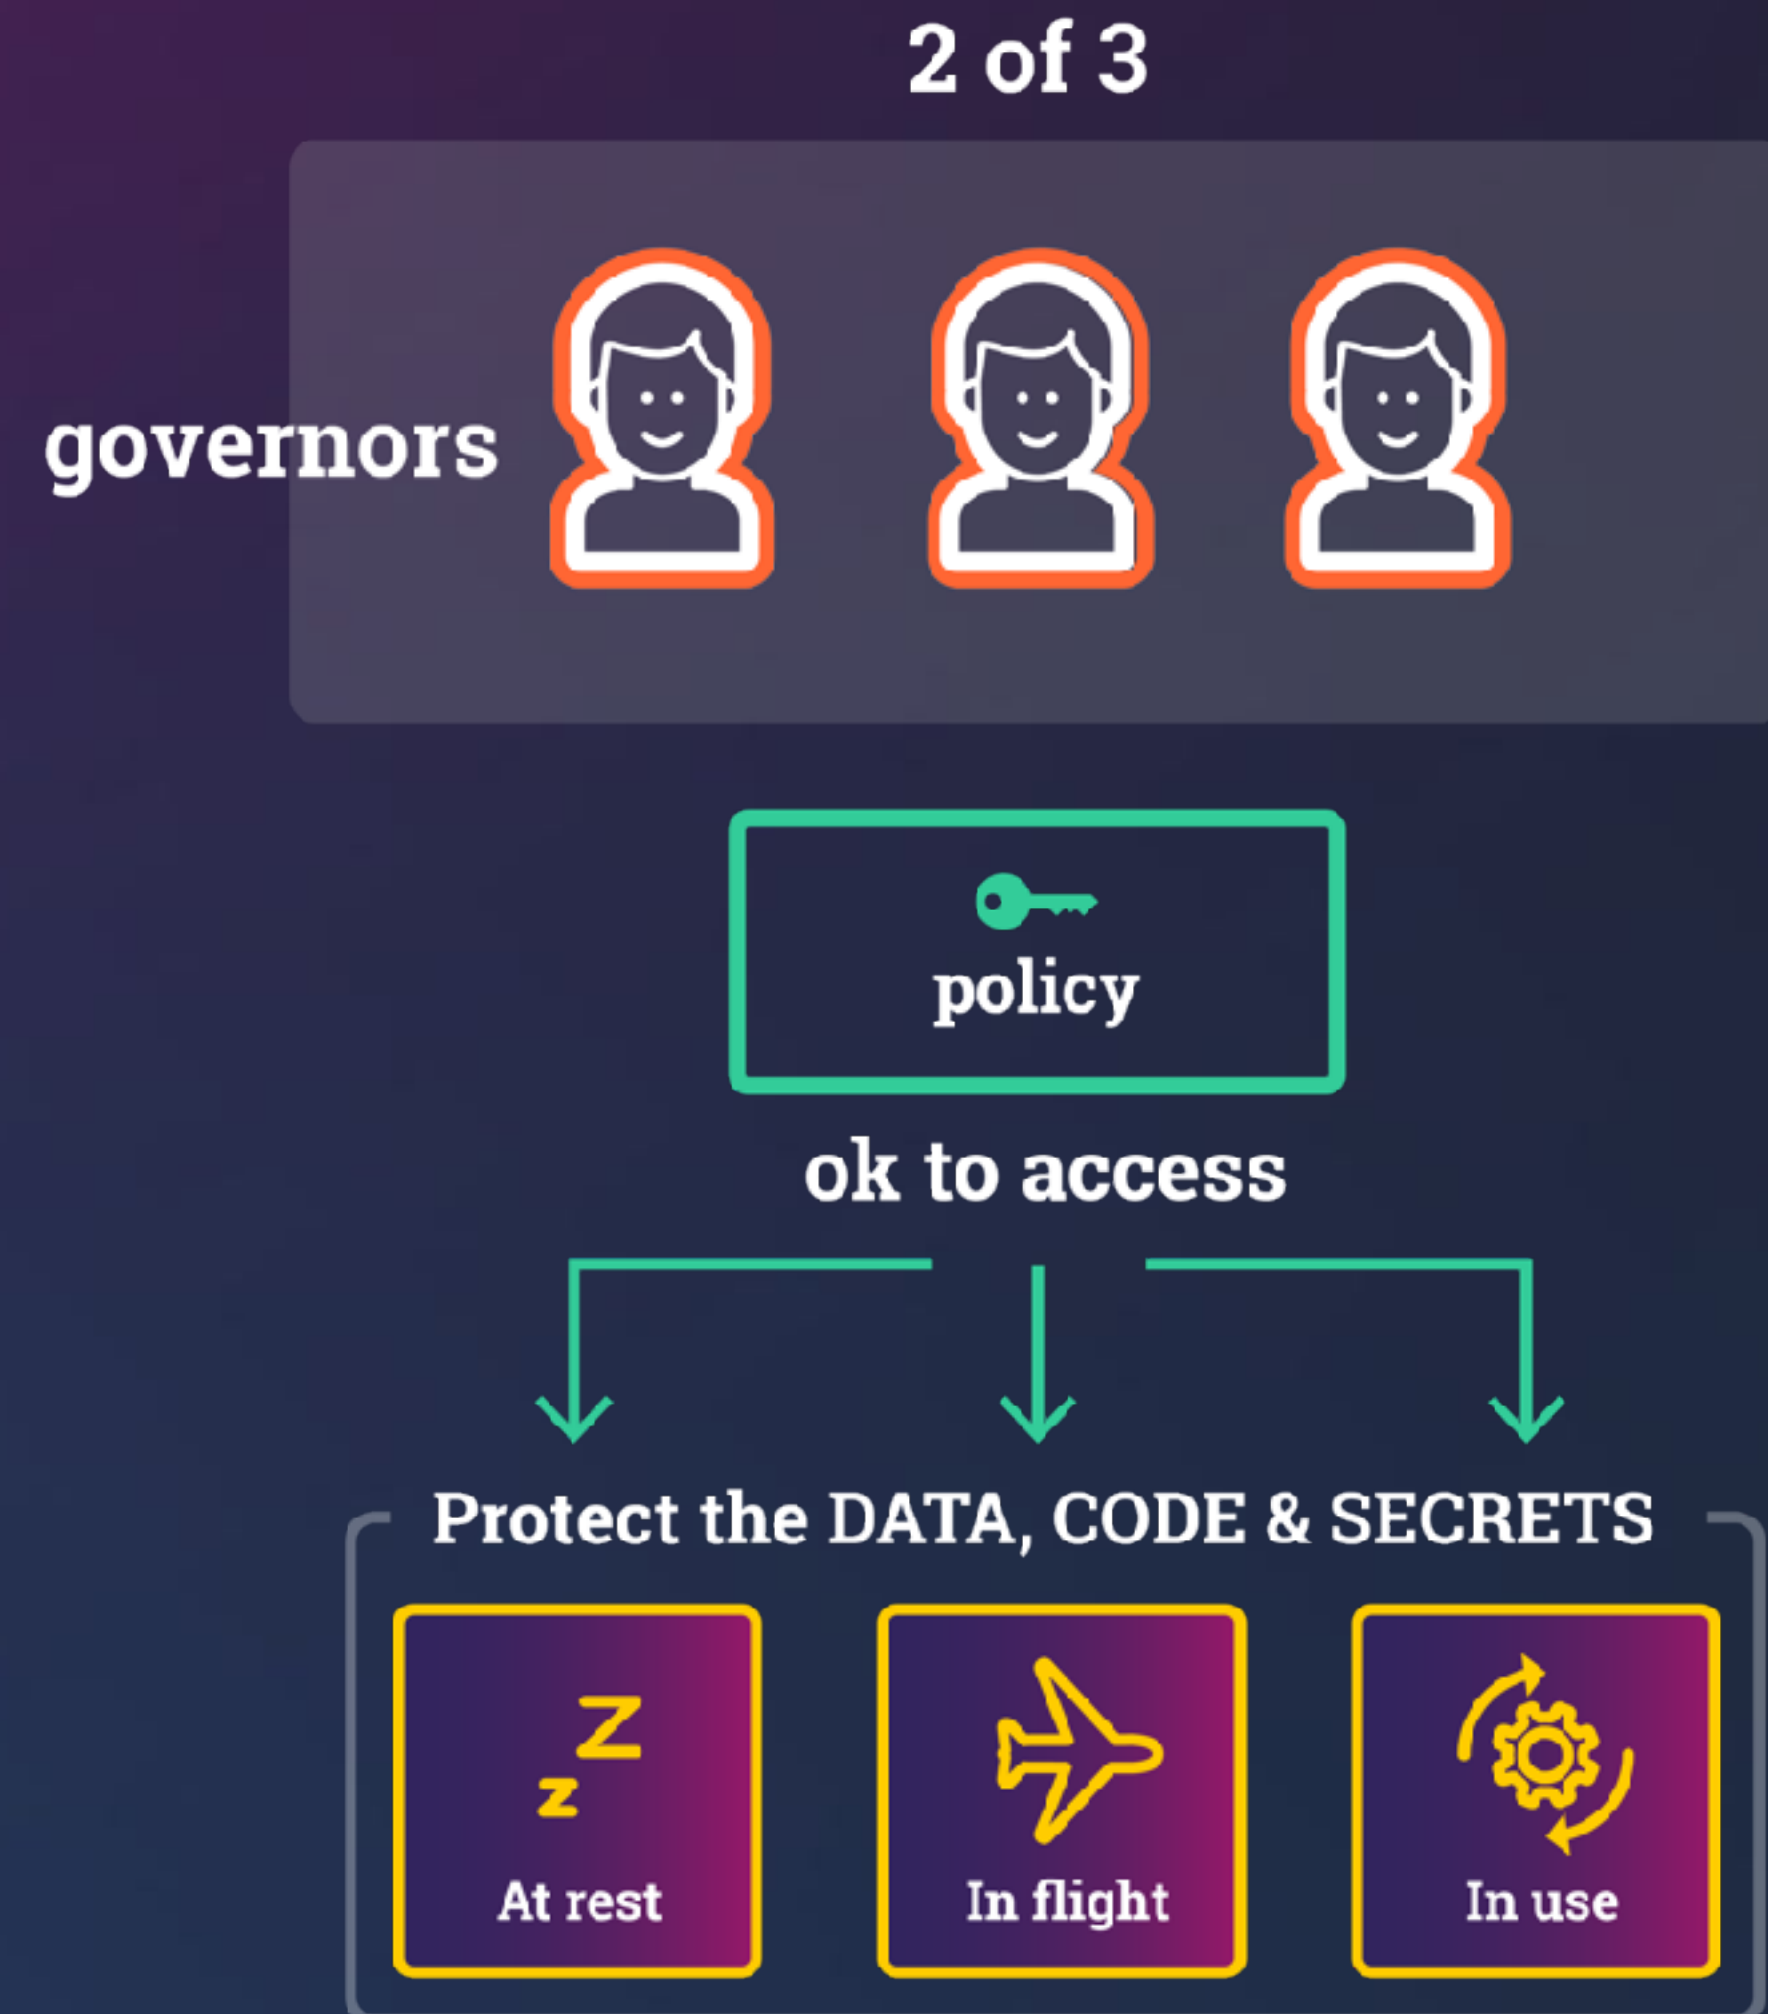 2 of 3
governors
policy
ok to access
Protect the DATA, CODE & SECRETS
Z
z
At rest
In flight
In use